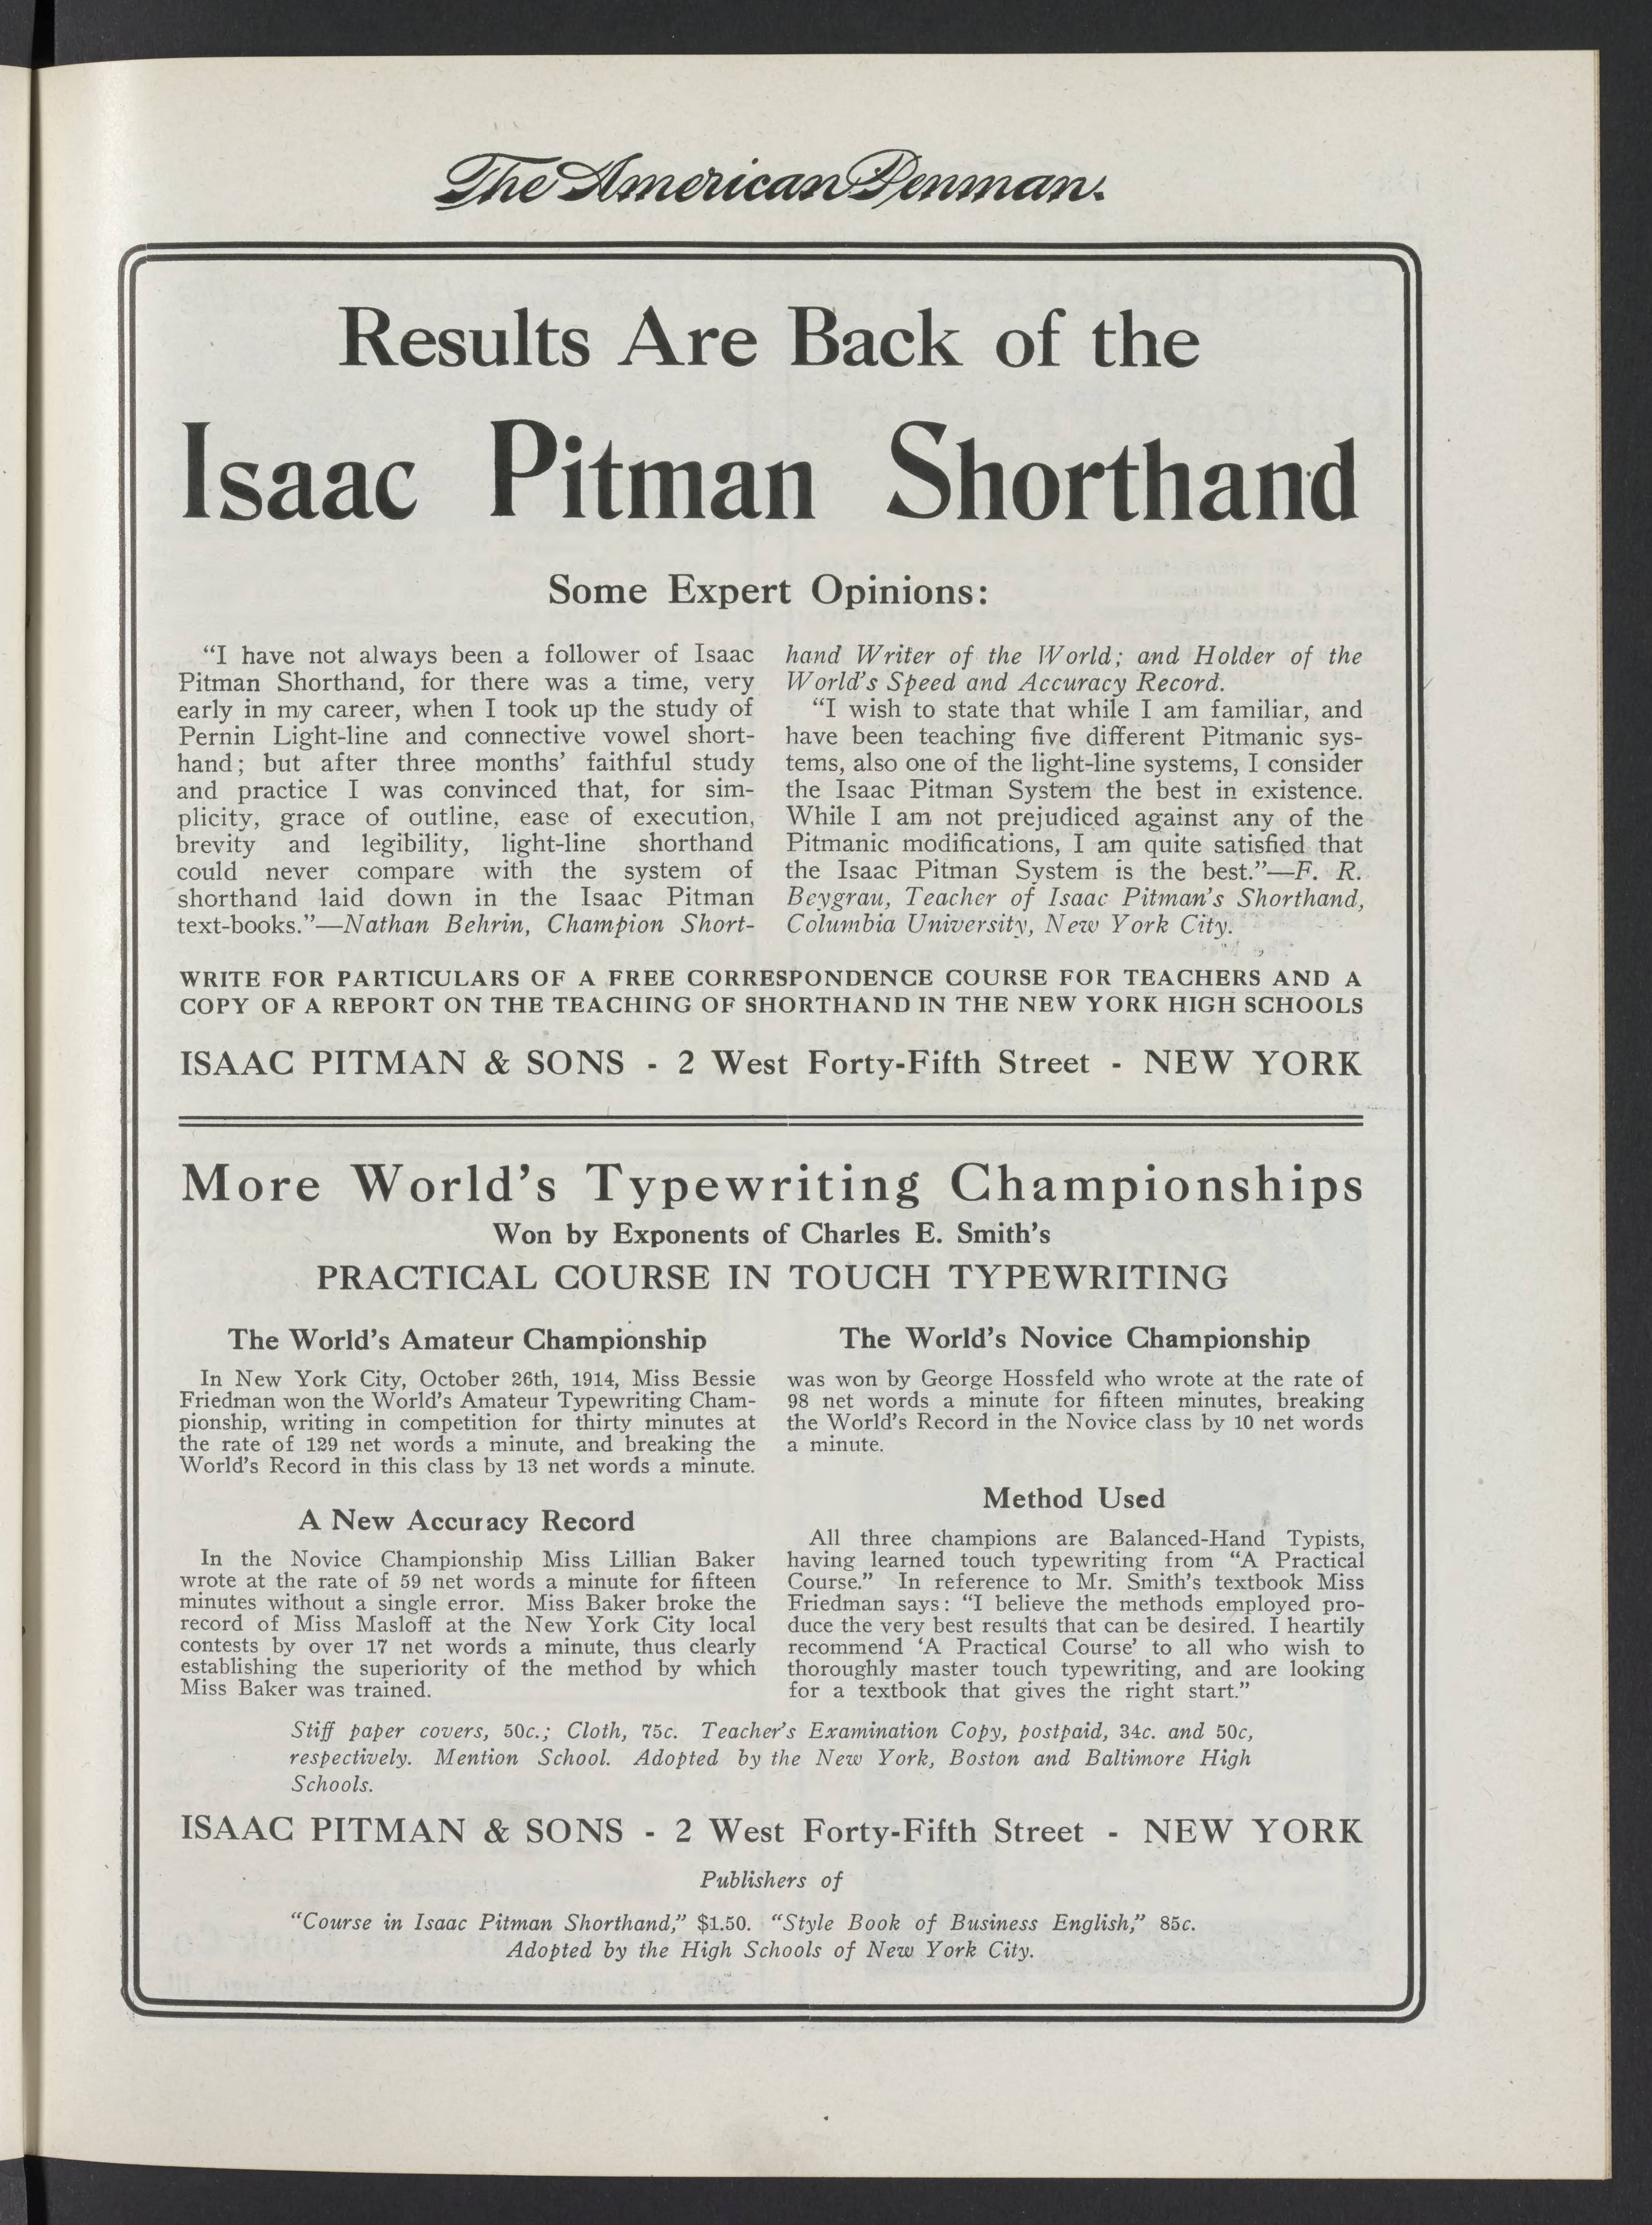 The American Penman.
Results Are Back of the
Isaac Pitman Shorthand
Some Expert Opinions:
"I have not always been a follower of Isaac
Pitman Shorthand, for there was a time, very
early in my career, when I took up the study of
Pernin Light-line and connective vowel short-
hand; but after three months' faithful study
and practice I was convinced that, for sim-
plicity, grace of outline, ease of execution,
brevity and legibility, light-line shorthand
could never compare with the system of
shorthand laid down in the Isaac Pitman
text-books."—Nathan Behrin, Champion Short-
hand Writer of the World; and Holder of the
World's Speed and Accuracy Record.
"I wish to state that while I am familiar, and
have been teaching five different Pitmanic sys-
tems, also one of the light-line systems, I consider
the Isaac Pitman System the best in existence.
While I am not prejudiced against any of the
Pitmanic modifications, I am quite satisfied that
the Isaac Pitman System is the best."—F. R.
Beygrau, Teacher of Isaac Pitman's Shorthand,
Columbia University, New York City.
WRITE FOR PARTICULARS OF A FREE CORRESPONDENCE COURSE FOR TEACHERS AND A
COPY OF A REPORT ON THE TEACHING OF SHORTHAND IN THE NEW YORK HIGH SCHOOLS
ISAAC PITMAN & SONS - 2 West Forty-Fifth Street - NEW YORK
More World's Typewriting Championships
Won by Exponents of Charles E. Smith's
PRACTICAL COURSE IN TOUCH TYPEWRITING
The World's Amateur Championship
In New York City, October 26th, 1914, Miss Bessie
Friedman won the World's Amateur Typewriting Cham-
pionship, writing in competition for thirty minutes at
the rate of 129 net words a minute, and breaking the
World's Record in this class by 13 net words a minute.
A New Accuracy Record
In the Novice Championship Miss Lillian Baker
wrote at the rate of 59 net words a minute for fifteen
minutes without a single error. Miss Baker broke the
record of Miss Masloff at the New York City local
contests by over 17 net words a minute, thus clearly
establishing the superiority of the method by which
Miss Baker was trained.
The World's Novice Championship
was won by George Hossfeld who wrote at the rate of
98 net words a minute for fifteen minutes, breaking
the World's Record in the Novice class by 10 net words
a minute.
Method Used
All three champions are Balanced-Hand Typists,
having learned touch typewriting from "A Practical
Course." In reference to Mr. Smith's textbook Miss
Friedman says: "I believe the methods employed pro-
duce the very best results that can be desired. I heartily
recommend 'A Practical Course' to all who wish to
thoroughly master touch typewriting, and are looking
for a textbook that gives the right start."
Stiff paper covers, 50c.; Cloth, 75c. Teacher's Examination Copy, postpaid, 34c. and 50c,
respectively. Mention School. Adopted by the New York, Boston and Baltimore High
Schools.
ISAAC PITMAN & SONS - 2 West Forty-Fifth Street - NEW YORK
Publishers of
"Course in Isaac Pitman Shorthand," $1.50. "Style Book of Business English," 85c.
Adopted by the High Schools of New York City.